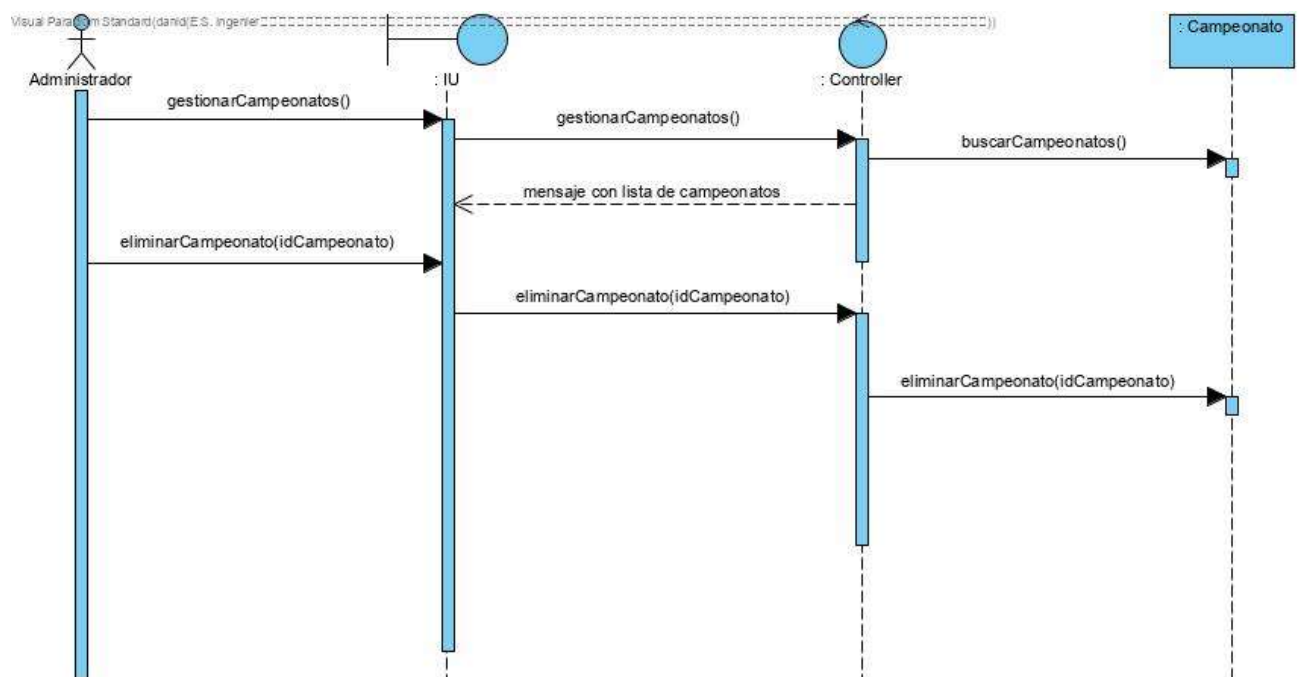 Visual Paradigm Standard(danid(E.S. Ingenier
: Campeonato
Administrador
: IU
: Controller
gestionarCampeonatos()
gestionarCampeonatos()
buscarCampeonatos()
mensaje con lista de campeonatos
eliminarCampeonato(idCampeonato)
eliminarCampeonato(idCampeonato)
eliminarCampeonato(idCampeonato)